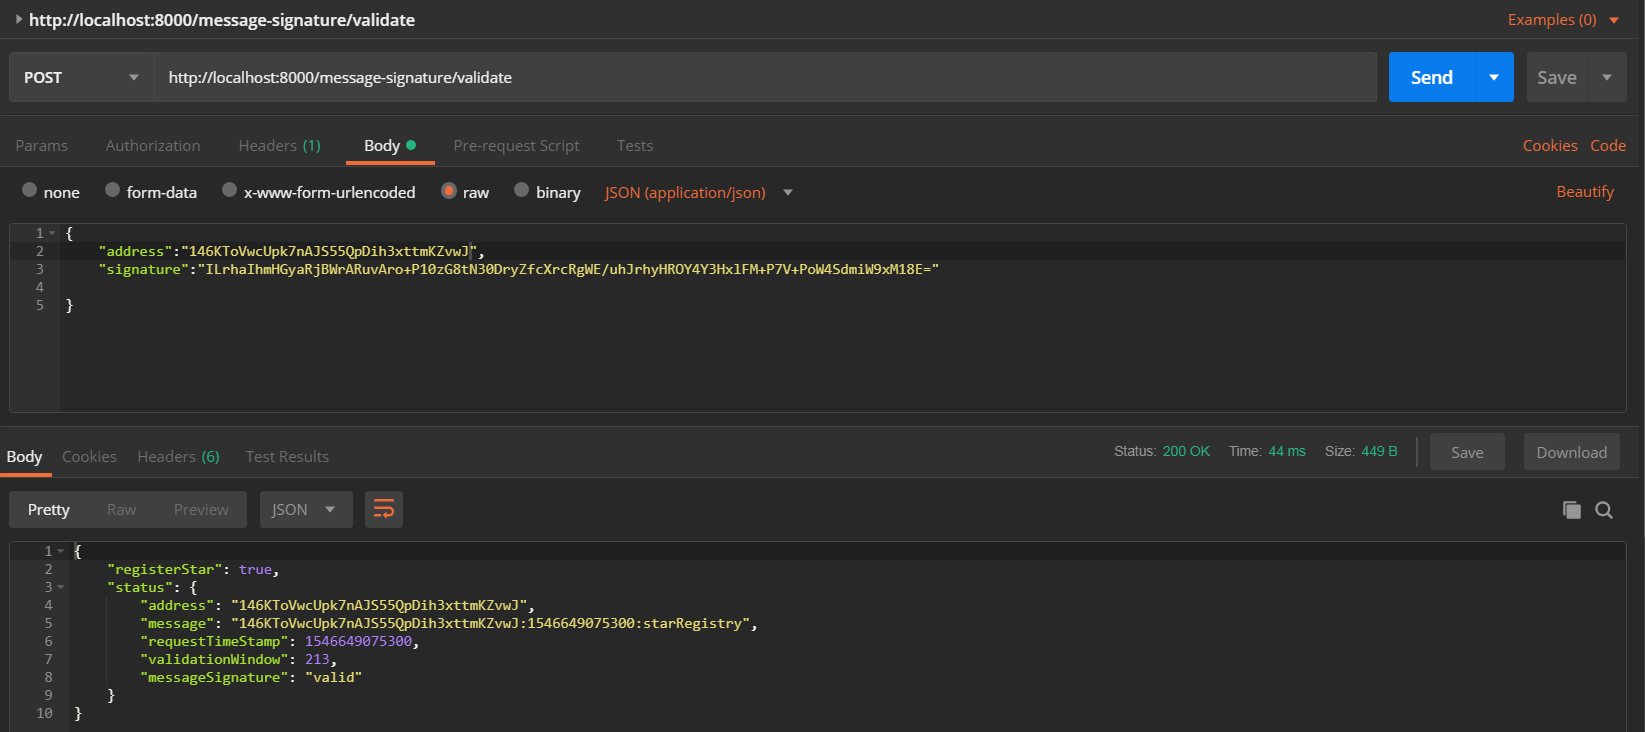 http://localhost:8000/message-signature/validate
Examples (0)
POST
http://localhost:8000/message-signature/validate
Send
Save
Params Authorization Headers (1) Body Pre-request Script Tests
Cookies Code
none form-data x-www-form-urlencoded raw binary JSON (application/json)
Beautify
1 {
2 "address":"146KToVwcUpk7nAJS55QpDih3xttmKZvwJ",
3 "signature":"ILrhaIhmHGyaRjBWrARuvAro+P10zG8tN30DryZfcXrcRgWE/uhJrhyHROY4Y3HxlFM+P7V+PoW4SdmiW9xM18E="
4
5 }
Body Cookies Headers (6) Test Results
Status: 200 OK Time: 44 ms Size: 449 B
Save
Download
Pretty Raw Preview JSON
1 {
2 "registerStar": true,
3 "status": {
4 "address": "146KToVwcUpk7nAJS55QpDih3xttmKZvwJ",
5 "message": "146KToVwcUpk7nAJS55QpDih3xttmKZvwJ:1546649075300:starRegistry",
6 "requestTimeStamp": 1546649075300,
7 "validationWindow": 213,
8 "messageSignature": "valid"
9 }
10 }